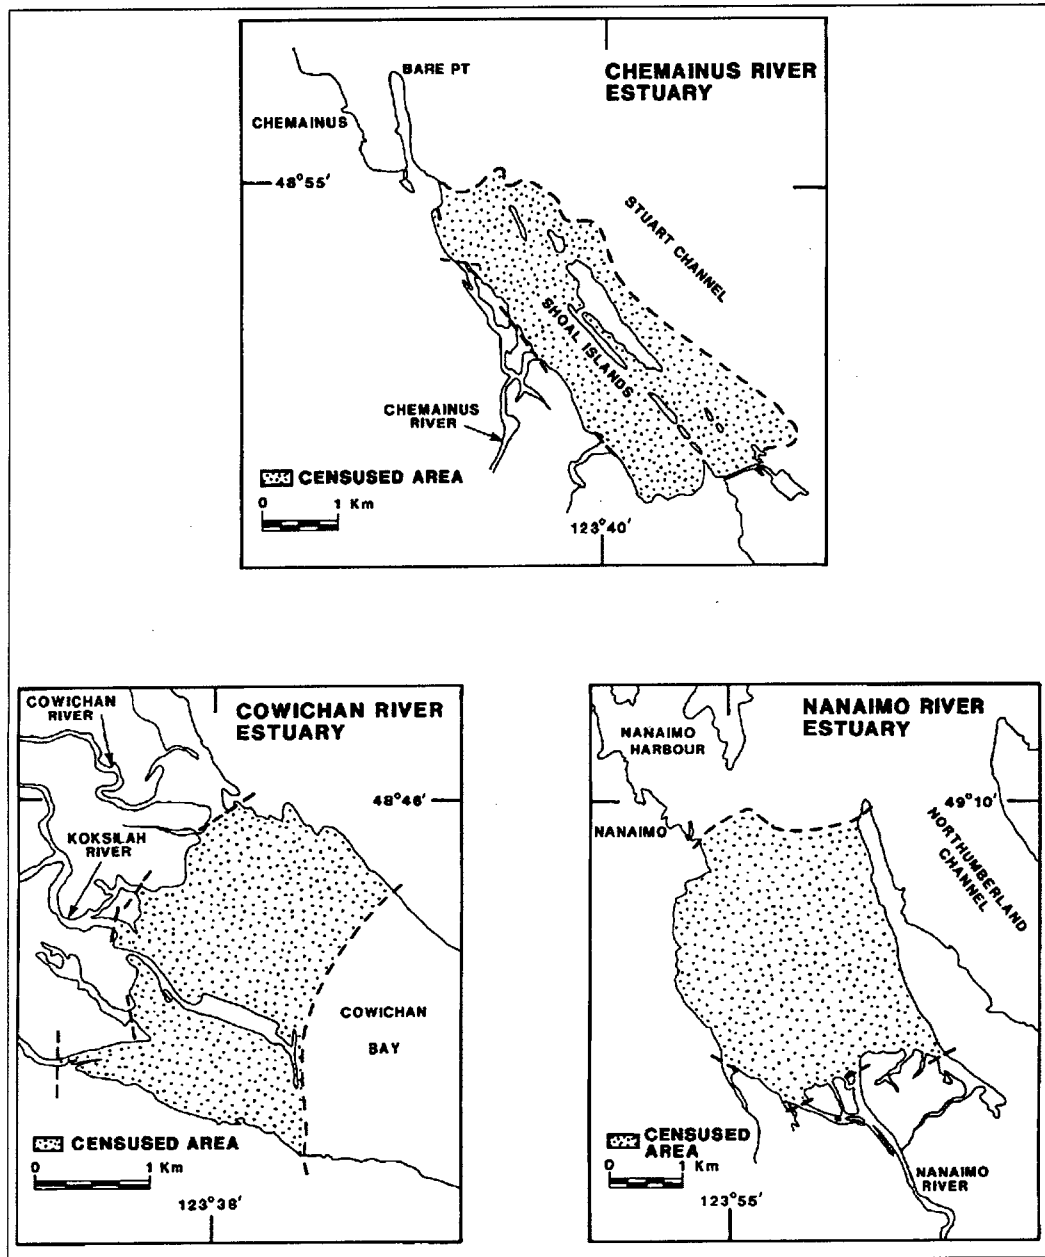 CHEMAINUS RIVER
ESTUARY
BARE PT
CHEMAINUS
48°55′
STUART CHANNEL
SHOAL ISLANDS
CHEMAINUS
RIVER
CENSUSED AREA
0 1 Km
123°40′
COWICHAN RIVER
ESTUARY
COWICHAN
RIVER
48°46′
KOKSILAH
RIVER
COWICHAN
BAY
CENSUSED AREA
0 1 Km
123°38′
NANAIMO RIVER
ESTUARY
NANAIMO
HARBOUR
49°10′
NANAIMO
NORTHUMBERLAND
CHANNEL
CENSUSED
AREA
0 1 Km
NANAIMO
RIVER
123°55′